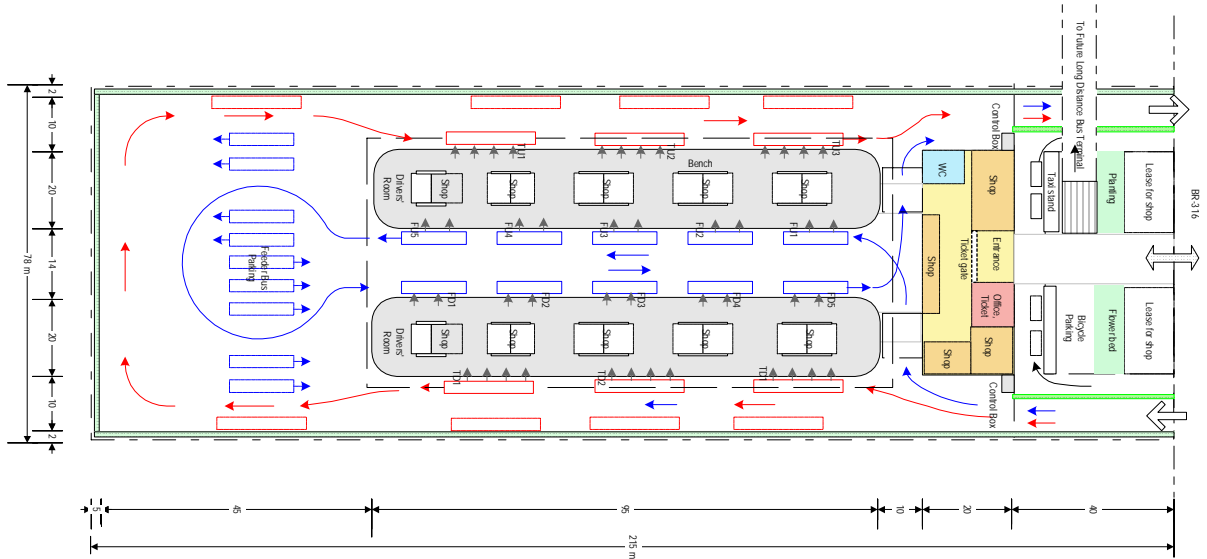 To Future Long Distance Bus Terminal
BR-316
Control Box
TU1
TU2
TU3
Bench
WC
Shop
Taxi stand
Planting
Lease for shop
Drivers'
Room
Shop
Shop
Shop
Shop
Shop
FU5
FU4
FU3
FU2
FU1
Entrance
Ticket gate
Shop
Feeder Bus
Parking
FD1
FD2
FD3
FD4
FD5
Office,
Ticket
Drivers'
Room
Shop
Shop
Shop
Shop
Shop
Shop
Shop
Bicycle
Parking
Flower bed
Lease for shop
TD1
TD2
TD1
Control Box
2
10
20
14
20
10
2
78 m
5
45
95
10
20
40
215 m